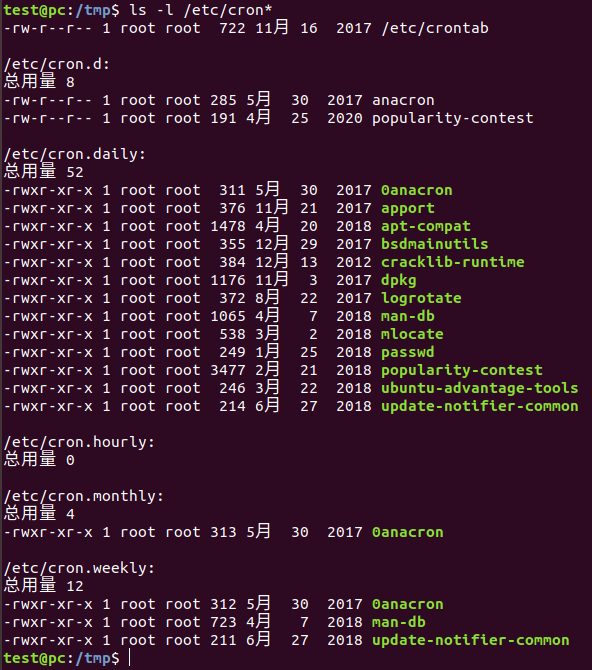 test@pc:/tmp$ ls -l /etc/cron*
-rw-r--r-- 1 root root  722 11月 16  2017 /etc/crontab

/etc/cron.d:
总用量 8
-rw-r--r-- 1 root root 285 5月  30  2017 anacron
-rw-r--r-- 1 root root 191 4月  25  2020 popularity-contest

/etc/cron.daily:
总用量 52
-rwxr-xr-x 1 root root  311 5月  30  2017 0anacron
-rwxr-xr-x 1 root root  376 11月 21  2017 apport
-rwxr-xr-x 1 root root 1478 4月  20  2018 apt-compat
-rwxr-xr-x 1 root root  355 12月 29  2017 bsdmainutils
-rwxr-xr-x 1 root root  384 12月 13  2012 cracklib-runtime
-rwxr-xr-x 1 root root 1176 11月  3  2017 dpkg
-rwxr-xr-x 1 root root  372 8月  22  2017 logrotate
-rwxr-xr-x 1 root root 1065 4月   7  2018 man-db
-rwxr-xr-x 1 root root  538 3月   2  2018 mlocate
-rwxr-xr-x 1 root root  249 1月  25  2018 passwd
-rwxr-xr-x 1 root root 3477 2月  21  2018 popularity-contest
-rwxr-xr-x 1 root root  246 3月  22  2018 ubuntu-advantage-tools
-rwxr-xr-x 1 root root  214 6月  27  2018 update-notifier-common

/etc/cron.hourly:
总用量 0

/etc/cron.monthly:
总用量 4
-rwxr-xr-x 1 root root 313 5月  30  2017 0anacron

/etc/cron.weekly:
总用量 12
-rwxr-xr-x 1 root root 312 5月  30  2017 0anacron
-rwxr-xr-x 1 root root 723 4月   7  2018 man-db
-rwxr-xr-x 1 root root 211 6月  27  2018 update-notifier-common
test@pc:/tmp$